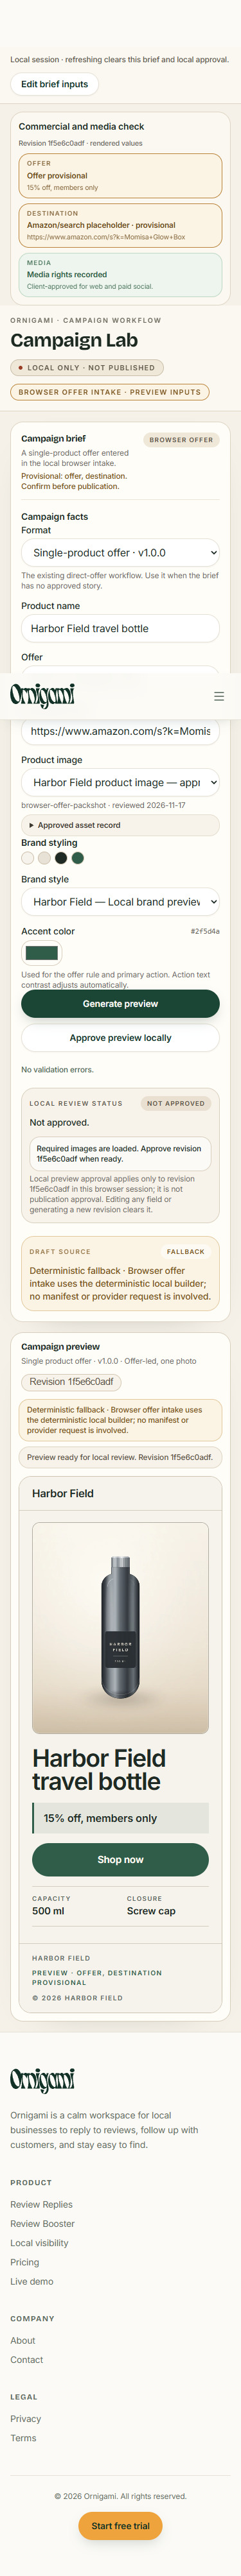 Local session · refreshing clears this brief and local approval.
Edit brief inputs
Commercial and media check
Revision 1f5e6c0adf · rendered values
OFFER
Offer provisional
15% off, members only
DESTINATION
Amazon/search placeholder · provisional
https://www.amazon.com/s?k=Momisa+Glow+Box
MEDIA
Media rights recorded
Client-approved for web and paid social.
ORNIGAMI · CAMPAIGN WORKFLOW
Campaign Lab
LOCAL ONLY · NOT PUBLISHED
BROWSER OFFER INTAKE · PREVIEW INPUTS
Campaign brief
BROWSER OFFER
A single-product offer entered
in the local browser intake.
Provisional: offer, destination.
Confirm before publication.
Campaign facts
Format
Single-product offer · v1.0.0
The existing direct-offer workflow. Use it when the brief
has no approved story.
Product name
Harbor Field travel bottle
Offer
Ornigami
https://www.amazon.com/s?k=Momis
Product image
Harbor Field product image — appr
browser-offer-packshot · reviewed 2026-11-17
Approved asset record
Brand styling
Brand style
Harbor Field — Local brand preview
Accent color
#2f5d4a
Used for the offer rule and primary action. Action text
contrast adjusts automatically.
Generate preview
Approve preview locally
No validation errors.
LOCAL REVIEW STATUS
NOT APPROVED
Not approved.
Required images are loaded. Approve revision
1f5e6c0adf when ready.
Local preview approval applies only to revision
1f5e6c0adf in this browser session; it is not
publication approval. Editing any field or
generating a new revision clears it.
DRAFT SOURCE
FALLBACK
Deterministic fallback · Browser offer
intake uses the deterministic local builder;
no manifest or provider request is involved.
Campaign preview
Single product offer · v1.0.0 · Offer-led, one photo
Revision 1f5e6c0adf
Deterministic fallback · Browser offer intake uses
the deterministic local builder; no manifest or
provider request is involved.
Preview ready for local review. Revision 1f5e6c0adf.
Harbor Field
HARBOR
FIELD
Harbor Field
travel bottle
15% off, members only
Shop now
CAPACITY
500 ml
CLOSURE
Screw cap
HARBOR FIELD
PREVIEW · OFFER, DESTINATION
PROVISIONAL
© 2026 HARBOR FIELD
Ornigami
Ornigami is a calm workspace for local
businesses to reply to reviews, follow up with
customers, and stay easy to find.
PRODUCT
Review Replies
Review Booster
Local visibility
Pricing
Live demo
COMPANY
About
Contact
LEGAL
Privacy
Terms
© 2026 Ornigami. All rights reserved.
Start free trial